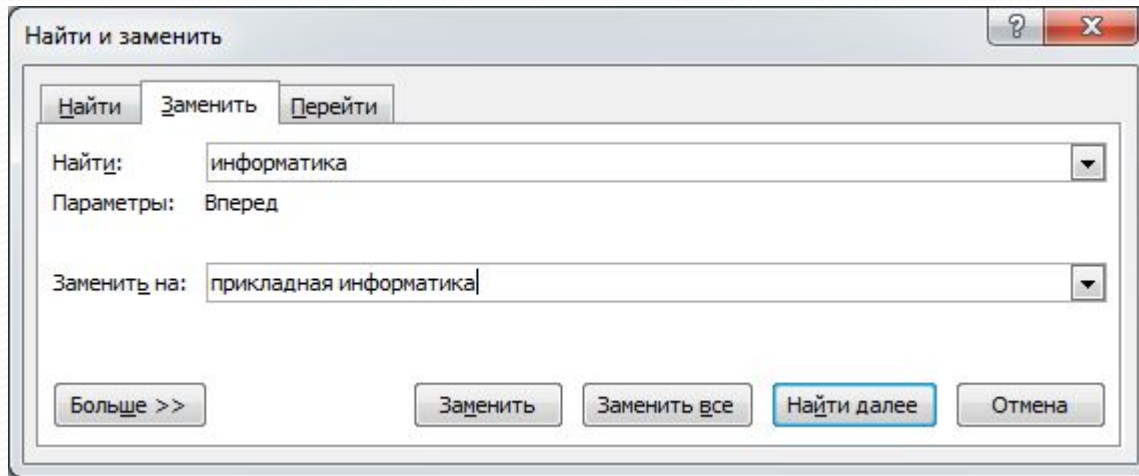 Найти и заменить
Найти Заменить Перейти
Найти: информатика
Параметры: Вперед
Заменить на: прикладная информатика
Больше >> Заменить Заменить все Найти далее Отмена